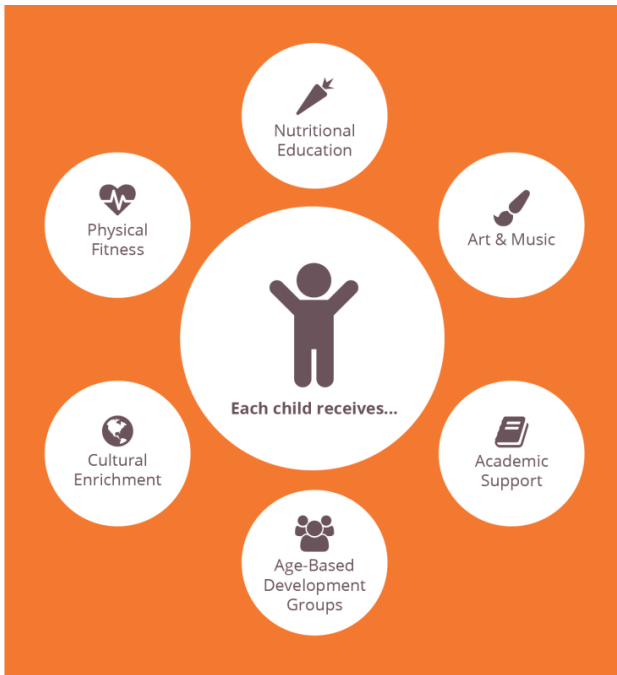 Nutritional
Education
Physical
Fitness
Art & Music
Each child receives...
Cultural
Enrichment
Academic
Support
Age-Based
Development
Groups